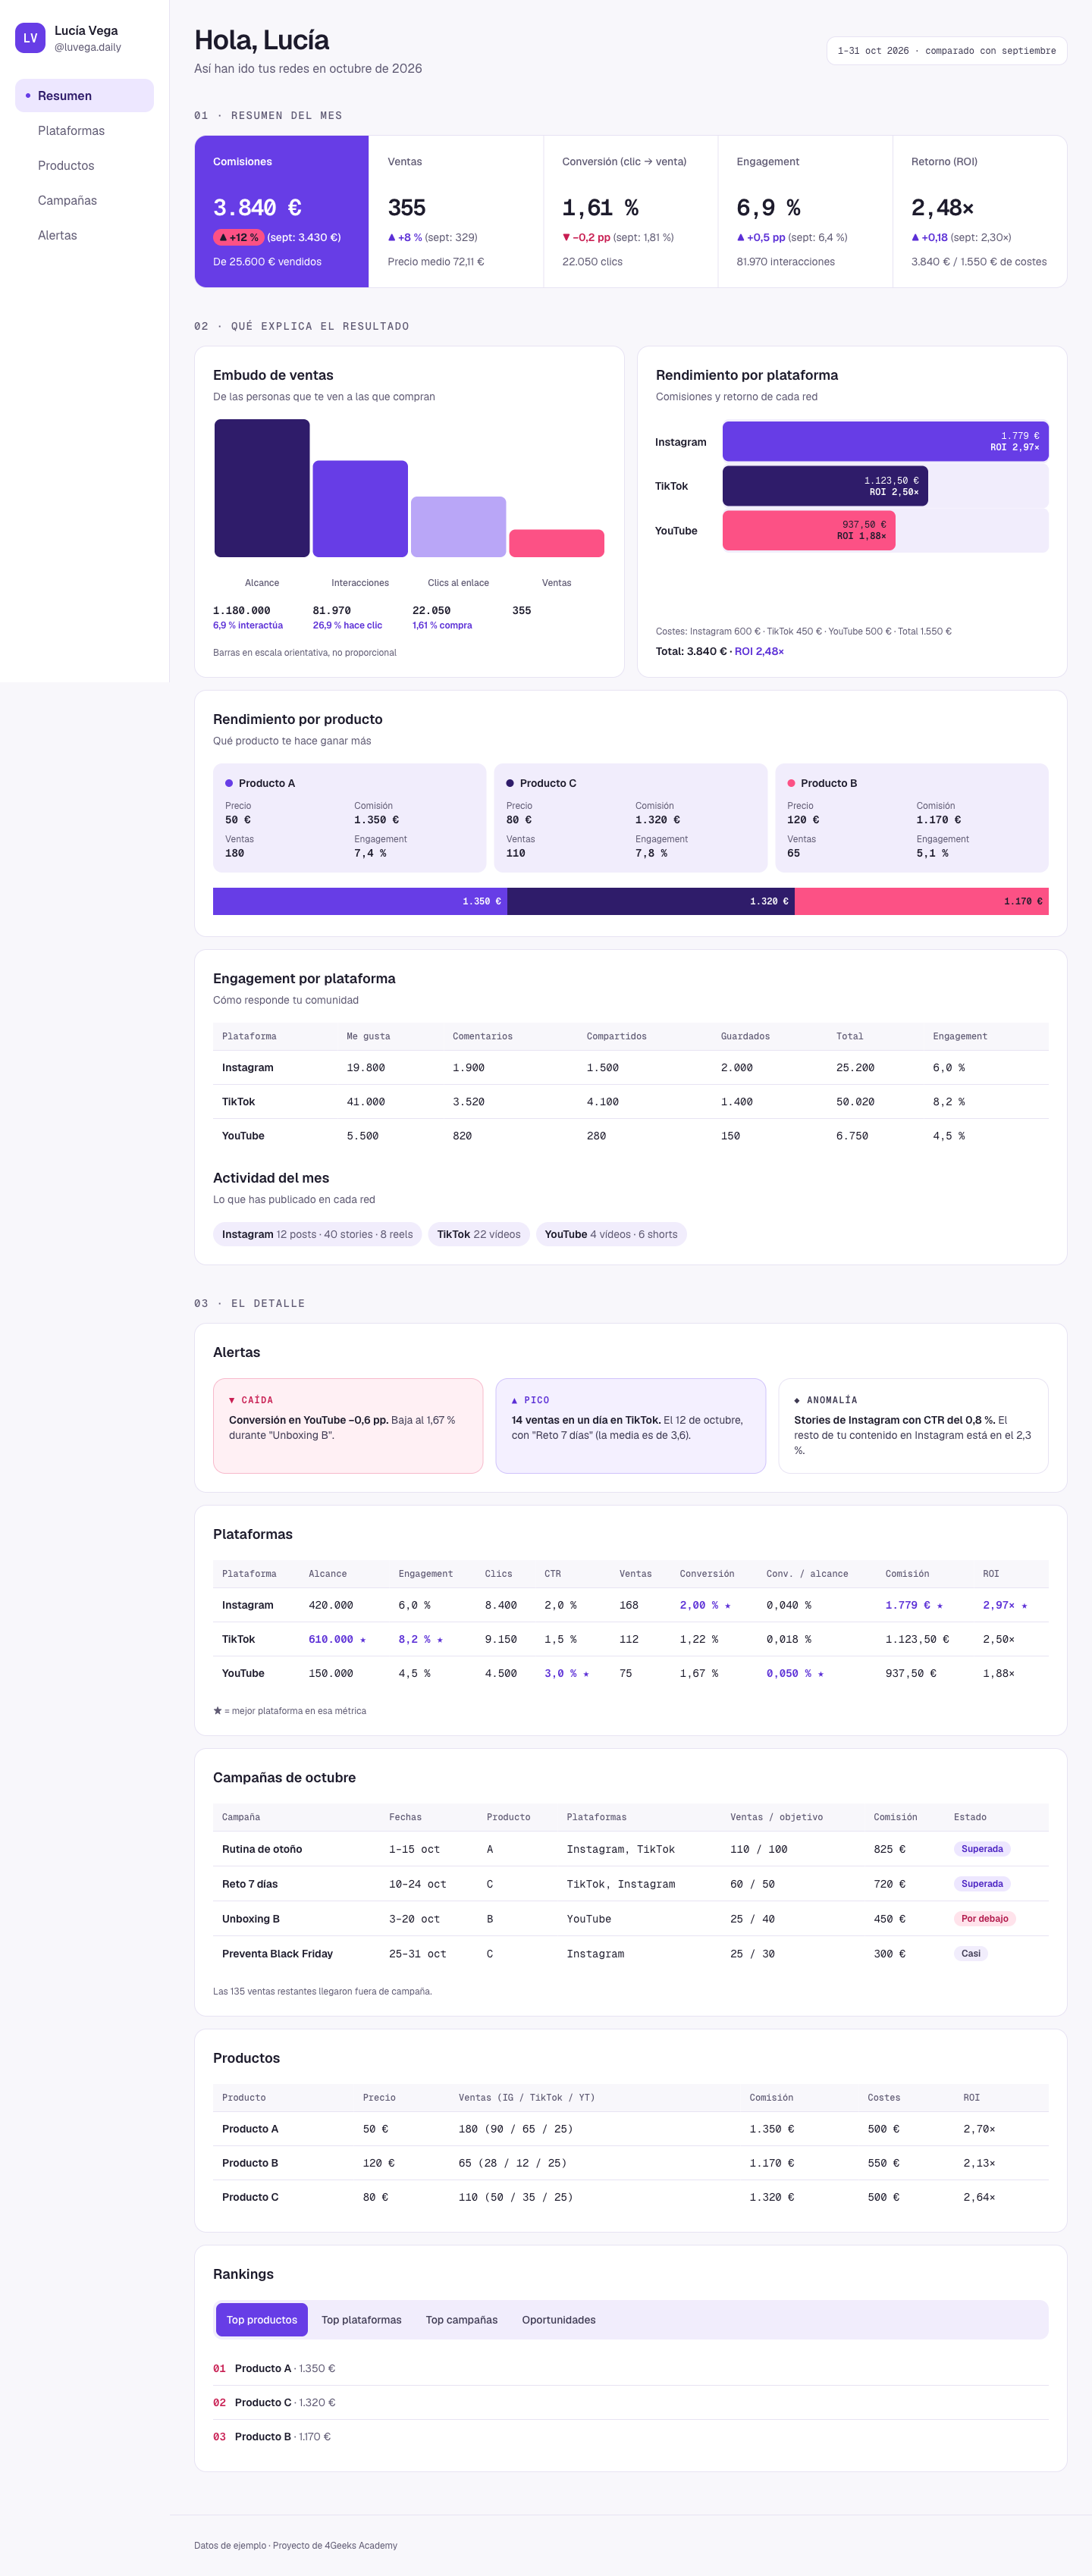 LV
Lucía Vega
@luvega.daily
Resumen
Plataformas
Productos
Campañas
Alertas
Hola, Lucía
Así han ido tus redes en octubre de 2026
1–31 oct 2026 · comparado con septiembre
01 · RESUMEN DEL MES
Comisiones
3.840 €
▲ +12 % (sept: 3.430 €)
De 25.600 € vendidos
Ventas
355
▲ +8 % (sept: 329)
Precio medio 72,11 €
Conversión (clic → venta)
1,61 %
▼ −0,2 pp (sept: 1,81 %)
22.050 clics
Engagement
6,9 %
▲ +0,5 pp (sept: 6,4 %)
81.970 interacciones
Retorno (ROI)
2,48×
▲ +0,18 (sept: 2,30×)
3.840 € / 1.550 € de costes
02 · QUÉ EXPLICA EL RESULTADO
Embudo de ventas
De las personas que te ven a las que compran
Alcance Interacciones Clics al enlace Ventas
1.180.000 81.970 22.050 355
6,9 % interactúa 26,9 % hace clic 1,61 % compra
Barras en escala orientativa, no proporcional
Rendimiento por plataforma
Comisiones y retorno de cada red
Instagram
1.779 €
ROI 2,97×
TikTok
1.123,50 €
ROI 2,50×
YouTube
937,50 €
ROI 1,88×
Costes: Instagram 600 € · TikTok 450 € · YouTube 500 € · Total 1.550 €
Total: 3.840 € · ROI 2,48×
Rendimiento por producto
Qué producto te hace ganar más
Producto A
Precio Comisión
50 € 1.350 €
Ventas Engagement
180 7,4 %
Producto C
Precio Comisión
80 € 1.320 €
Ventas Engagement
110 7,8 %
Producto B
Precio Comisión
120 € 1.170 €
Ventas Engagement
65 5,1 %
1.350 € 1.320 € 1.170 €
Engagement por plataforma
Cómo responde tu comunidad
Plataforma Me gusta Comentarios Compartidos Guardados Total Engagement
Instagram 19.800 1.900 1.500 2.000 25.200 6,0 %
TikTok 41.000 3.520 4.100 1.400 50.020 8,2 %
YouTube 5.500 820 280 150 6.750 4,5 %
Actividad del mes
Lo que has publicado en cada red
Instagram 12 posts · 40 stories · 8 reels TikTok 22 vídeos YouTube 4 vídeos · 6 shorts
03 · EL DETALLE
Alertas
▼ CAÍDA
Conversión en YouTube −0,6 pp. Baja al 1,67 %
durante "Unboxing B".
▲ PICO
14 ventas en un día en TikTok. El 12 de octubre,
con "Reto 7 días" (la media es de 3,6).
◆ ANOMALÍA
Stories de Instagram con CTR del 0,8 %. El
resto de tu contenido en Instagram está en el 2,3
%.
Plataformas
Plataforma Alcance Engagement Clics CTR Ventas Conversión Conv. / alcance Comisión ROI
Instagram 420.000 6,0 % 8.400 2,0 % 168 2,00 % ★ 0,040 % 1.779 € ★ 2,97× ★
TikTok 610.000 ★ 8,2 % ★ 9.150 1,5 % 112 1,22 % 0,018 % 1.123,50 € 2,50×
YouTube 150.000 4,5 % 4.500 3,0 % ★ 75 1,67 % 0,050 % ★ 937,50 € 1,88×
★ = mejor plataforma en esa métrica
Campañas de octubre
Campaña Fechas Producto Plataformas Ventas / objetivo Comisión Estado
Rutina de otoño 1–15 oct A Instagram, TikTok 110 / 100 825 € Superada
Reto 7 días 10–24 oct C TikTok, Instagram 60 / 50 720 € Superada
Unboxing B 3–20 oct B YouTube 25 / 40 450 € Por debajo
Preventa Black Friday 25–31 oct C Instagram 25 / 30 300 € Casi
Las 135 ventas restantes llegaron fuera de campaña.
Productos
Producto Precio Ventas (IG / TikTok / YT) Comisión Costes ROI
Producto A 50 € 180 (90 / 65 / 25) 1.350 € 500 € 2,70×
Producto B 120 € 65 (28 / 12 / 25) 1.170 € 550 € 2,13×
Producto C 80 € 110 (50 / 35 / 25) 1.320 € 500 € 2,64×
Rankings
Top productos Top plataformas Top campañas Oportunidades
01 Producto A · 1.350 €
02 Producto C · 1.320 €
03 Producto B · 1.170 €
Datos de ejemplo · Proyecto de 4Geeks Academy